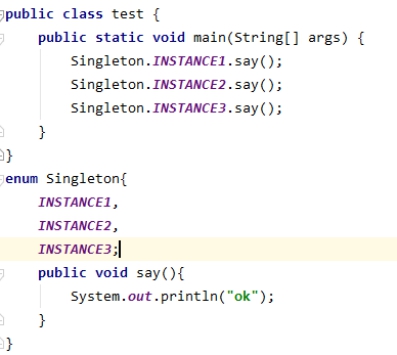 public class test {
    public static void main(String[] args) {
        Singleton.INSTANCE1.say();
        Singleton.INSTANCE2.say();
        Singleton.INSTANCE3.say();
    }
}
enum Singleton{
    INSTANCE1,
    INSTANCE2,
    INSTANCE3;
    public void say(){
        System.out.println("ok");
    }
}